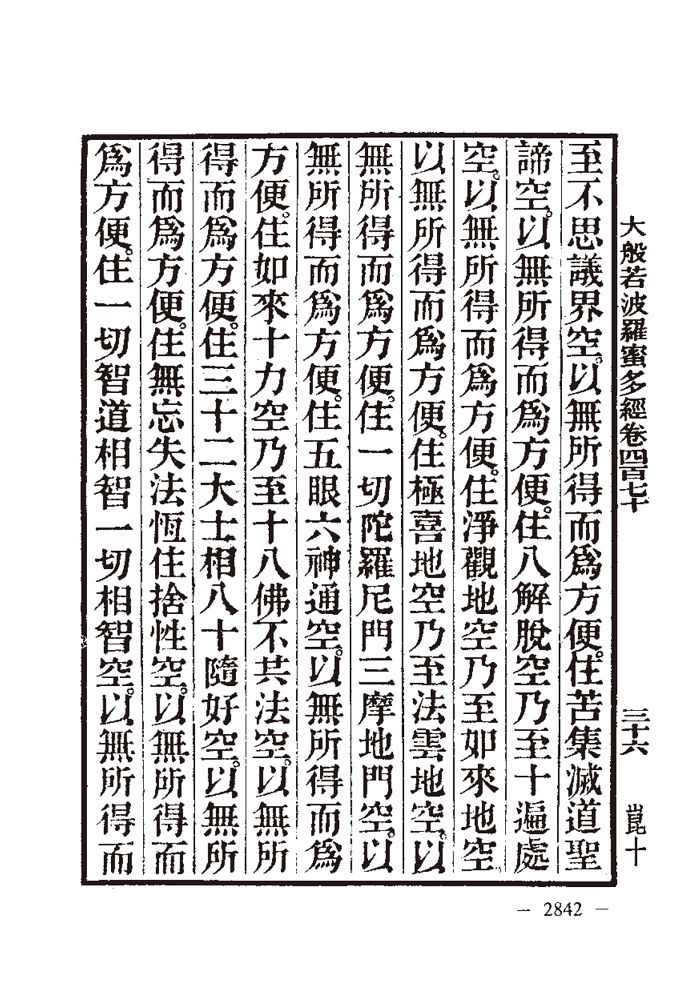 大般若波羅蜜多經卷四百七十
三十六
崑十
至不思議界空。以無所得而爲方便。住苦集滅道聖
諦空。以無所得而爲方便。住八解脫空乃至十遍處
空。以無所得而爲方便。住淨觀地空乃至如來地空。
以無所得而爲方便。住極喜地空乃至法雲地空。以
無所得而爲方便。住一切陀羅尼門三摩地門空。以
無所得而爲方便。住五眼六神通空。以無所得而爲
方便。住如來十力空乃至十八佛不共法空。以無所
得而爲方便。住三十二大士相八十隨好空。以無所
得而爲方便。住無忘失法恆住捨性空。以無所得而
爲方便。住一切智道相智一切相智空。以無所得而
— 2842 —